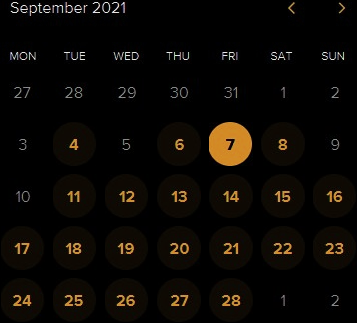 September 2021
MON TUE WED THU FRI SAT SUN
27 28 29 30 31 1 2
3 4 5 6 7 8 9
10 11 12 13 14 15 16
17 18 19 20 21 22 23
24 25 26 27 28 1 2